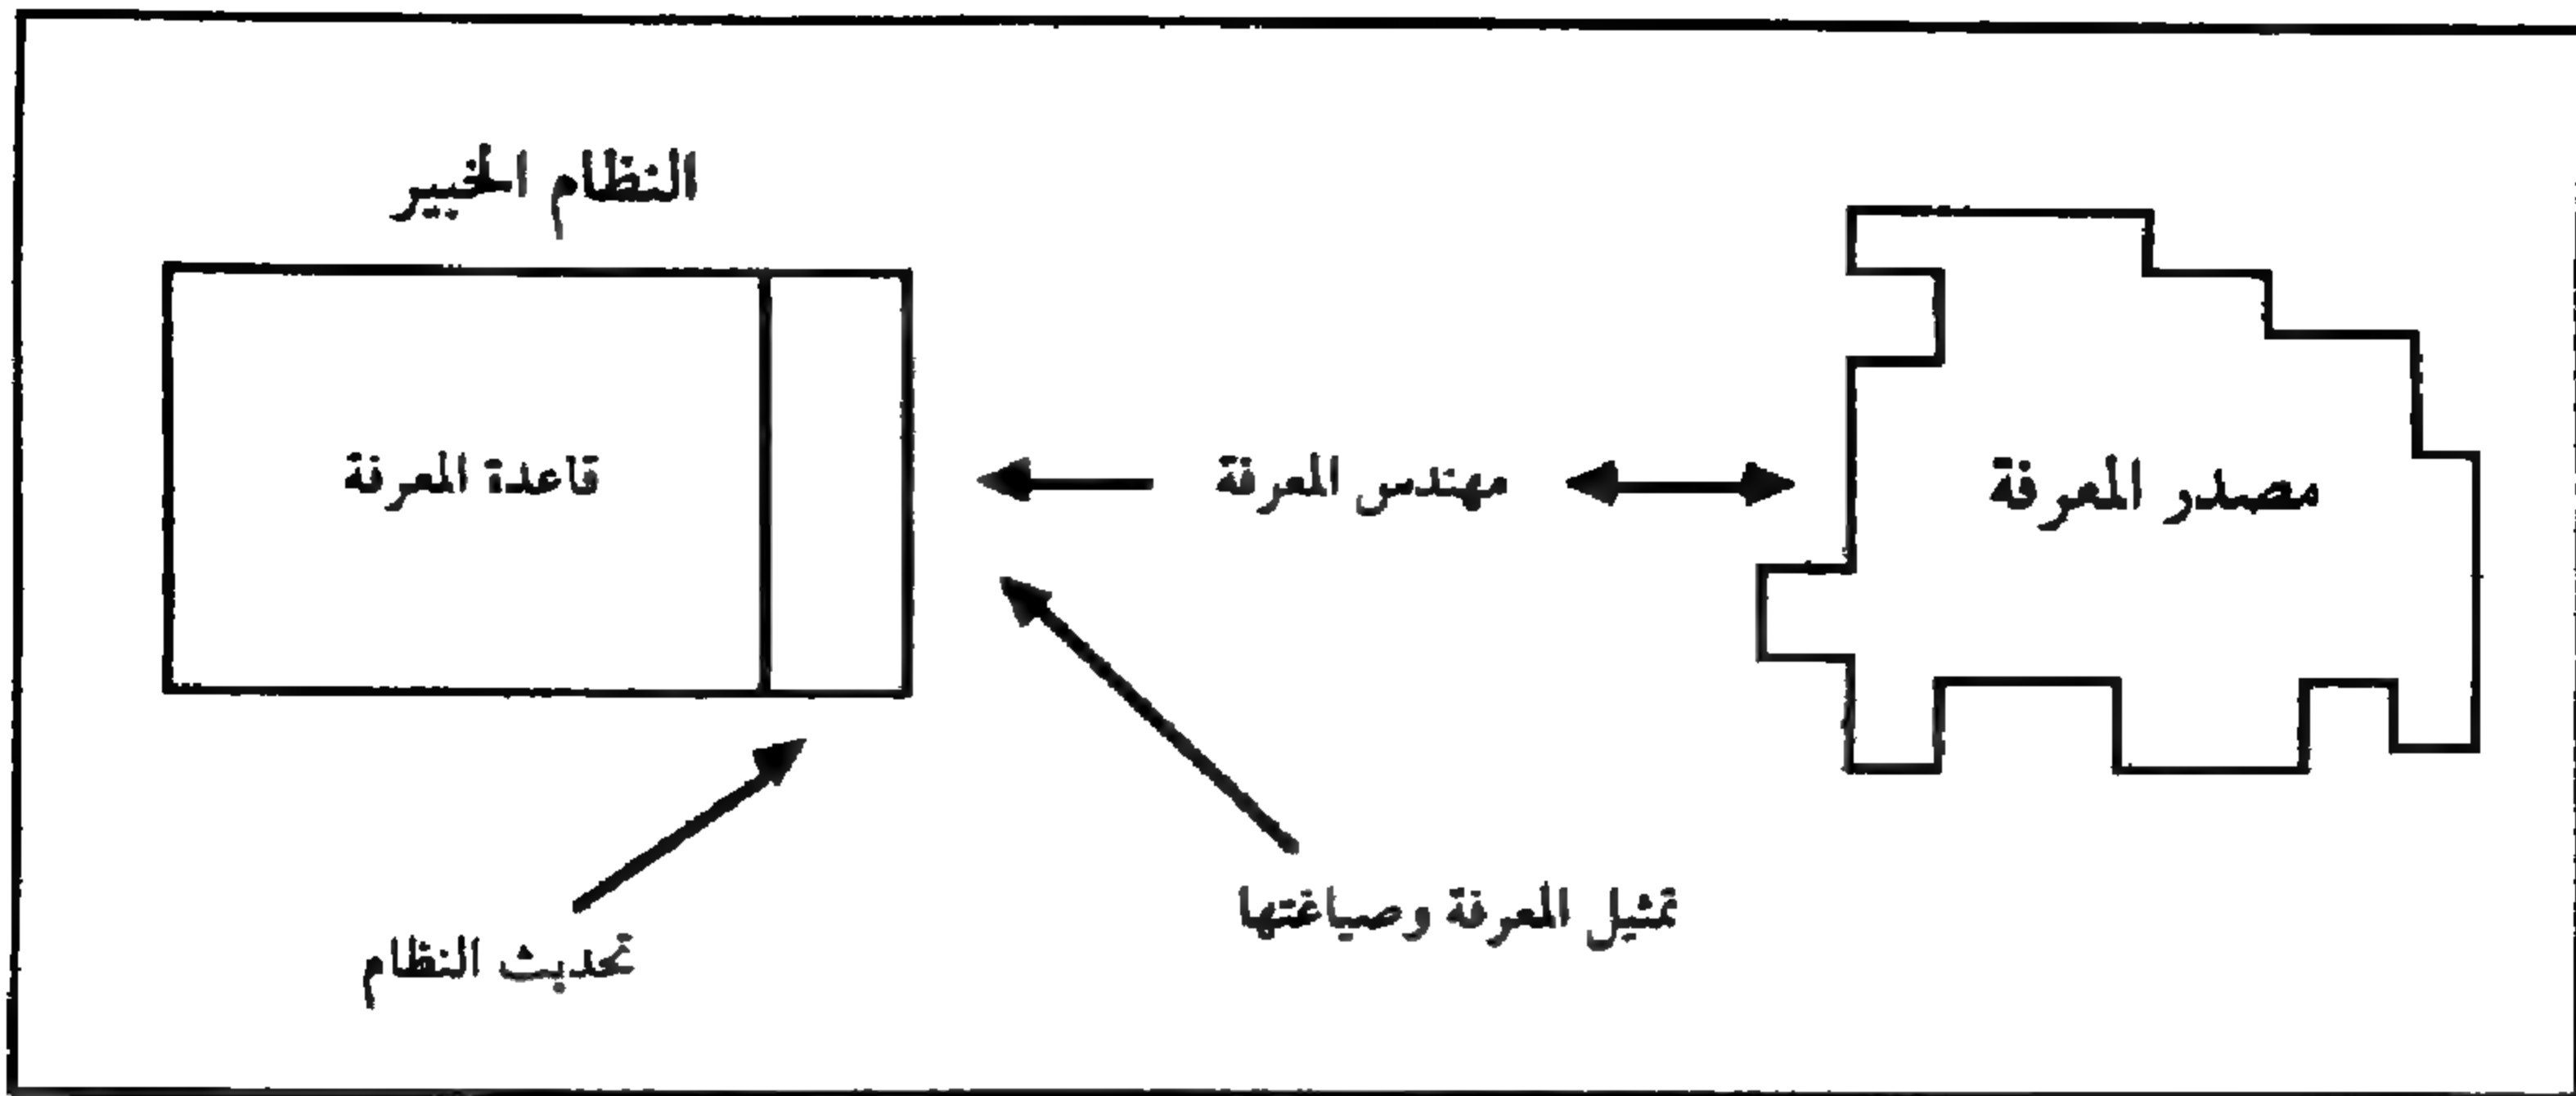 النظام الخبير
مصدر المعرفة
مهندس المعرفة
قاعدة المعرفة
تمثيل المعرفة وصياغتها
تحديث النظام